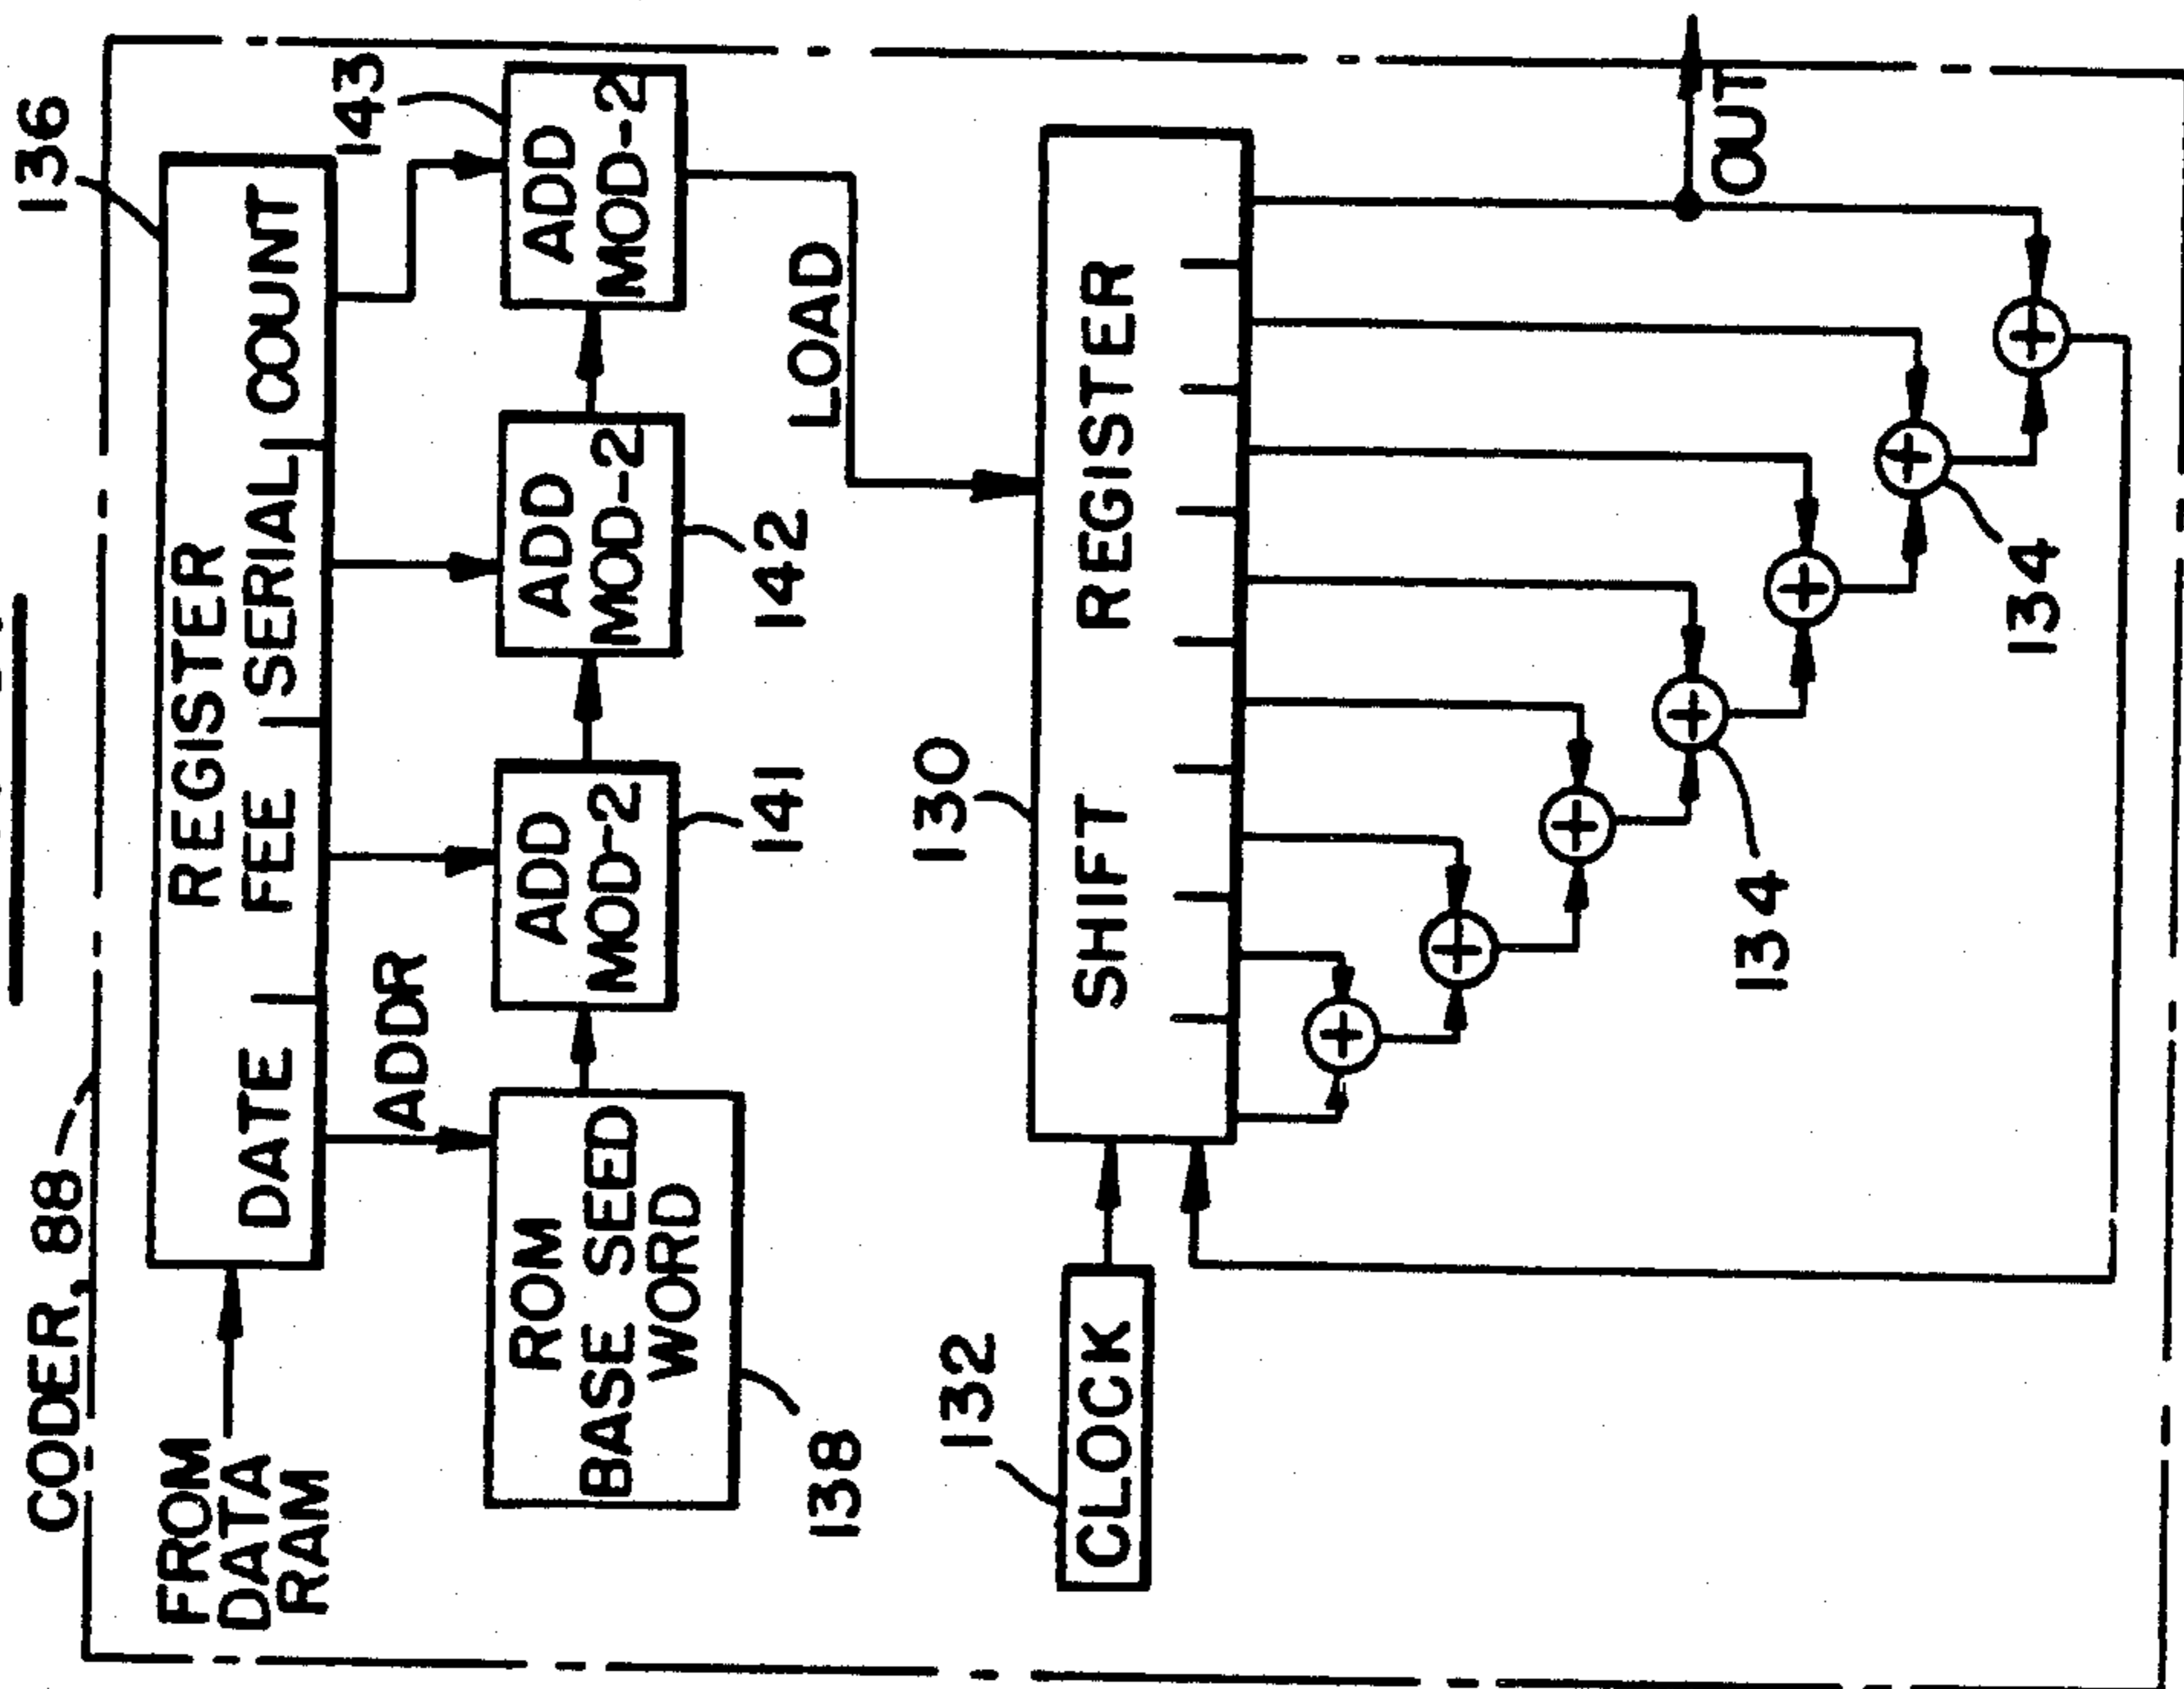 CODER, 88
136
FROM
DATA
RAM
REGISTER
DATE FEE SERIAL COUNT
ADDR
143
ROM
BASE SEED
WORD
ADD
MOD-2
ADD
MOD-2
ADD
MOD-2
138
141
142
LOAD
132
130
CLOCK
SHIFT REGISTER
OUT
134
134